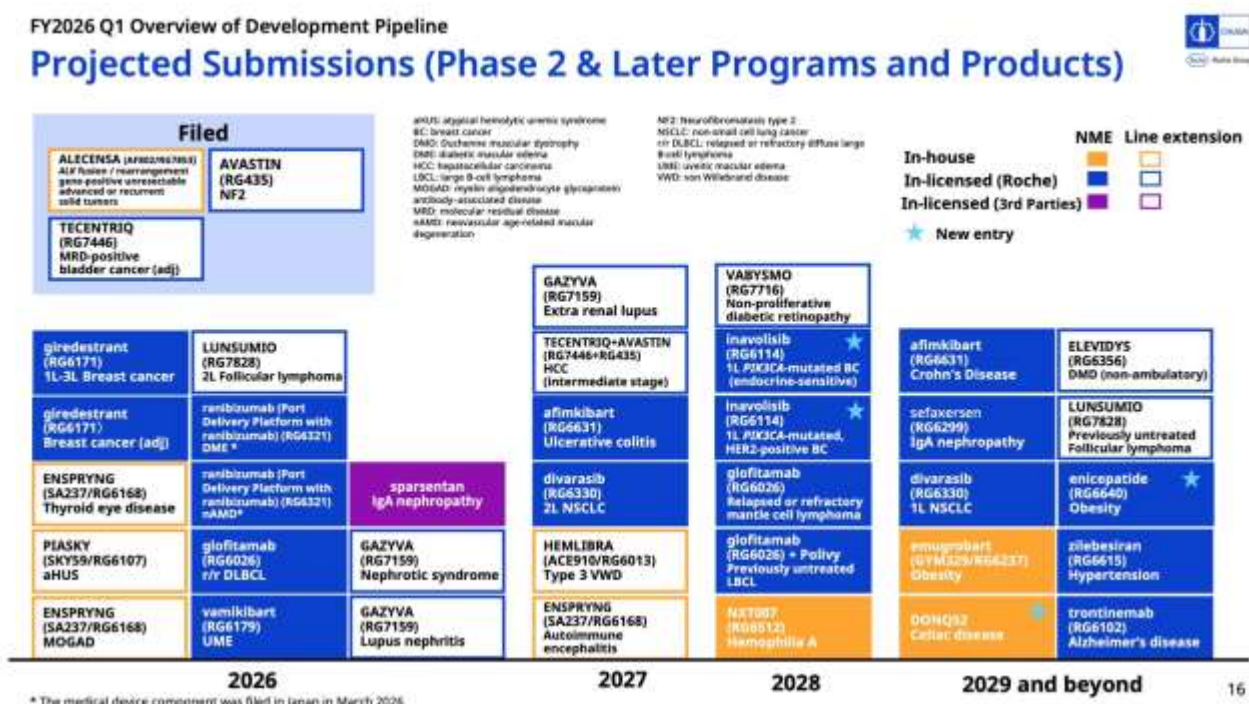 FY2026 Q1 Overview of Development Pipeline
Projected Submissions (Phase 2 & Later Programs and Products)
Filed
ALECENSA (AF802/RG7853)
ALK fusion / rearrangement
gene-positive unresectable
advanced or recurrent
solid tumors
AVASTIN
(RG435)
NF2
TECENTRIQ
(RG7446)
MRD-positive
bladder cancer (adj)
aHUS: atypical hemolytic uremic syndrome
BC: breast cancer
DMD: Duchenne muscular dystrophy
DME: diabetic macular edema
HCC: hepatocellular carcinoma
LBCL: large B-cell lymphoma
MOGAD: myelin oligodendrocyte glycoprotein
antibody-associated disease
MRD: molecular residual disease
nAMD: neovascular age-related macular
degeneration
NF2: Neurofibromatosis type 2
NSCLC: non-small cell lung cancer
r/r DLBCL: relapsed or refractory diffuse large
B-cell lymphoma
UME: uveitic macular edema
VWD: von Willebrand disease
NME Line extension
In-house
In-licensed (Roche)
In-licensed (3rd Parties)
New entry
giredestrant
(RG6171)
1L-3L Breast cancer
giredestrant
(RG6171)
Breast cancer (adj)
ENSPRYNG
(SA237/RG6168)
Thyroid eye disease
PIASKY
(SKY59/RG6107)
aHUS
ENSPRYNG
(SA237/RG6168)
MOGAD
LUNSUMIO
(RG7828)
2L Follicular lymphoma
ranibizumab (Port
Delivery Platform with
ranibizumab) (RG6321)
DME *
ranibizumab (Port
Delivery Platform with
ranibizumab) (RG6321)
nAMD*
glofitamab
(RG6026)
r/r DLBCL
vamikibart
(RG6179)
UME
sparsentan
IgA nephropathy
GAZYVA
(RG7159)
Nephrotic syndrome
GAZYVA
(RG7159)
Lupus nephritis
GAZYVA
(RG7159)
Extra renal lupus
TECENTRIQ+AVASTIN
(RG7446+RG435)
HCC
(intermediate stage)
afimkibart
(RG6631)
Ulcerative colitis
divarasib
(RG6330)
2L NSCLC
HEMLIBRA
(ACE910/RG6013)
Type 3 VWD
ENSPRYNG
(SA237/RG6168)
Autoimmune
encephalitis
VABYSMO
(RG7716)
Non-proliferative
diabetic retinopathy
inavolisib
(RG6114)
1L PIK3CA-mutated BC
(endocrine-sensitive)
inavolisib
(RG6114)
1L PIK3CA-mutated,
HER2-positive BC
glofitamab
(RG6026)
Relapsed or refractory
mantle cell lymphoma
glofitamab
(RG6026) + Polivy
Previously untreated
LBCL
NXT007
(RG6512)
Hemophilia A
afimkibart
(RG6631)
Crohn's Disease
sefaxersen
(RG6299)
IgA nephropathy
divarasib
(RG6330)
1L NSCLC
emugrobart
(GYM329/RG6237)
Obesity
DONQ52
Celiac disease
ELEVIDYS
(RG6356)
DMD (non-ambulatory)
LUNSUMIO
(RG7828)
Previously untreated
Follicular lymphoma
enicepatide
(RG6640)
Obesity
zilebesiran
(RG6615)
Hypertension
trontinemab
(RG6102)
Alzheimer's disease
2026
2027
2028
2029 and beyond
* The medical device component was filed in Japan in March 2026
16